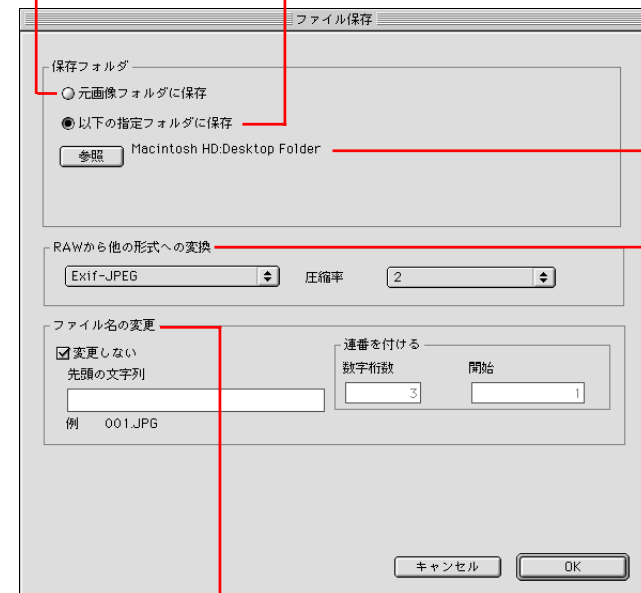 ファイル保存
保存フォルダ
元画像フォルダに保存
以下の指定フォルダに保存
参照 Macintosh HD:Desktop Folder
RAWから他の形式への変換
Exif-JPEG 圧縮率 2
ファイル名の変更
変更しない
先頭の文字列
例 001.JPG
連番を付ける
数字桁数 開始
3 1
キャンセル OK